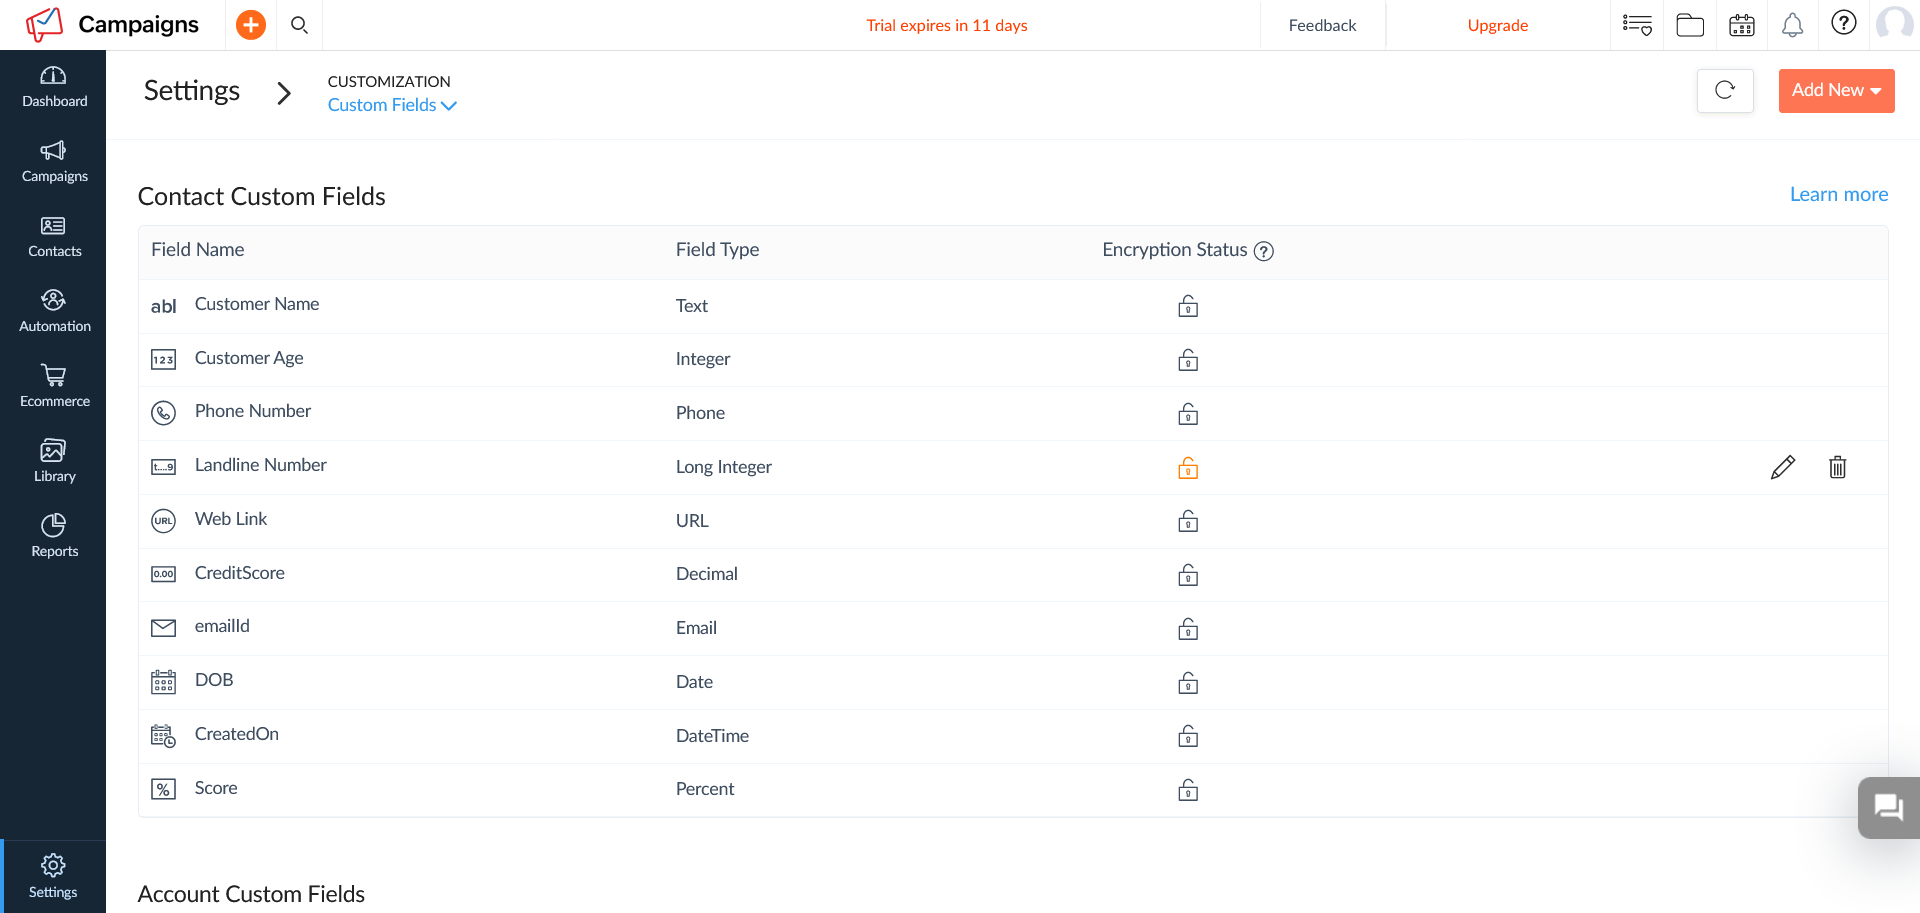 Campaigns
Trial expires in 11 days
Feedback
Upgrade
Dashboard
Campaigns
Contacts
Automation
Ecommerce
Library
Reports
Settings
Settings
CUSTOMIZATION
Custom Fields
Add New
Contact Custom Fields
Learn more
Field Name Field Type Encryption Status ?
abl Customer Name Text
123 Customer Age Integer
Phone Number Phone
t....9 Landline Number Long Integer
URL Web Link URL
0.00 CreditScore Decimal
emailId Email
DOB Date
CreatedOn DateTime
% Score Percent
Account Custom Fields